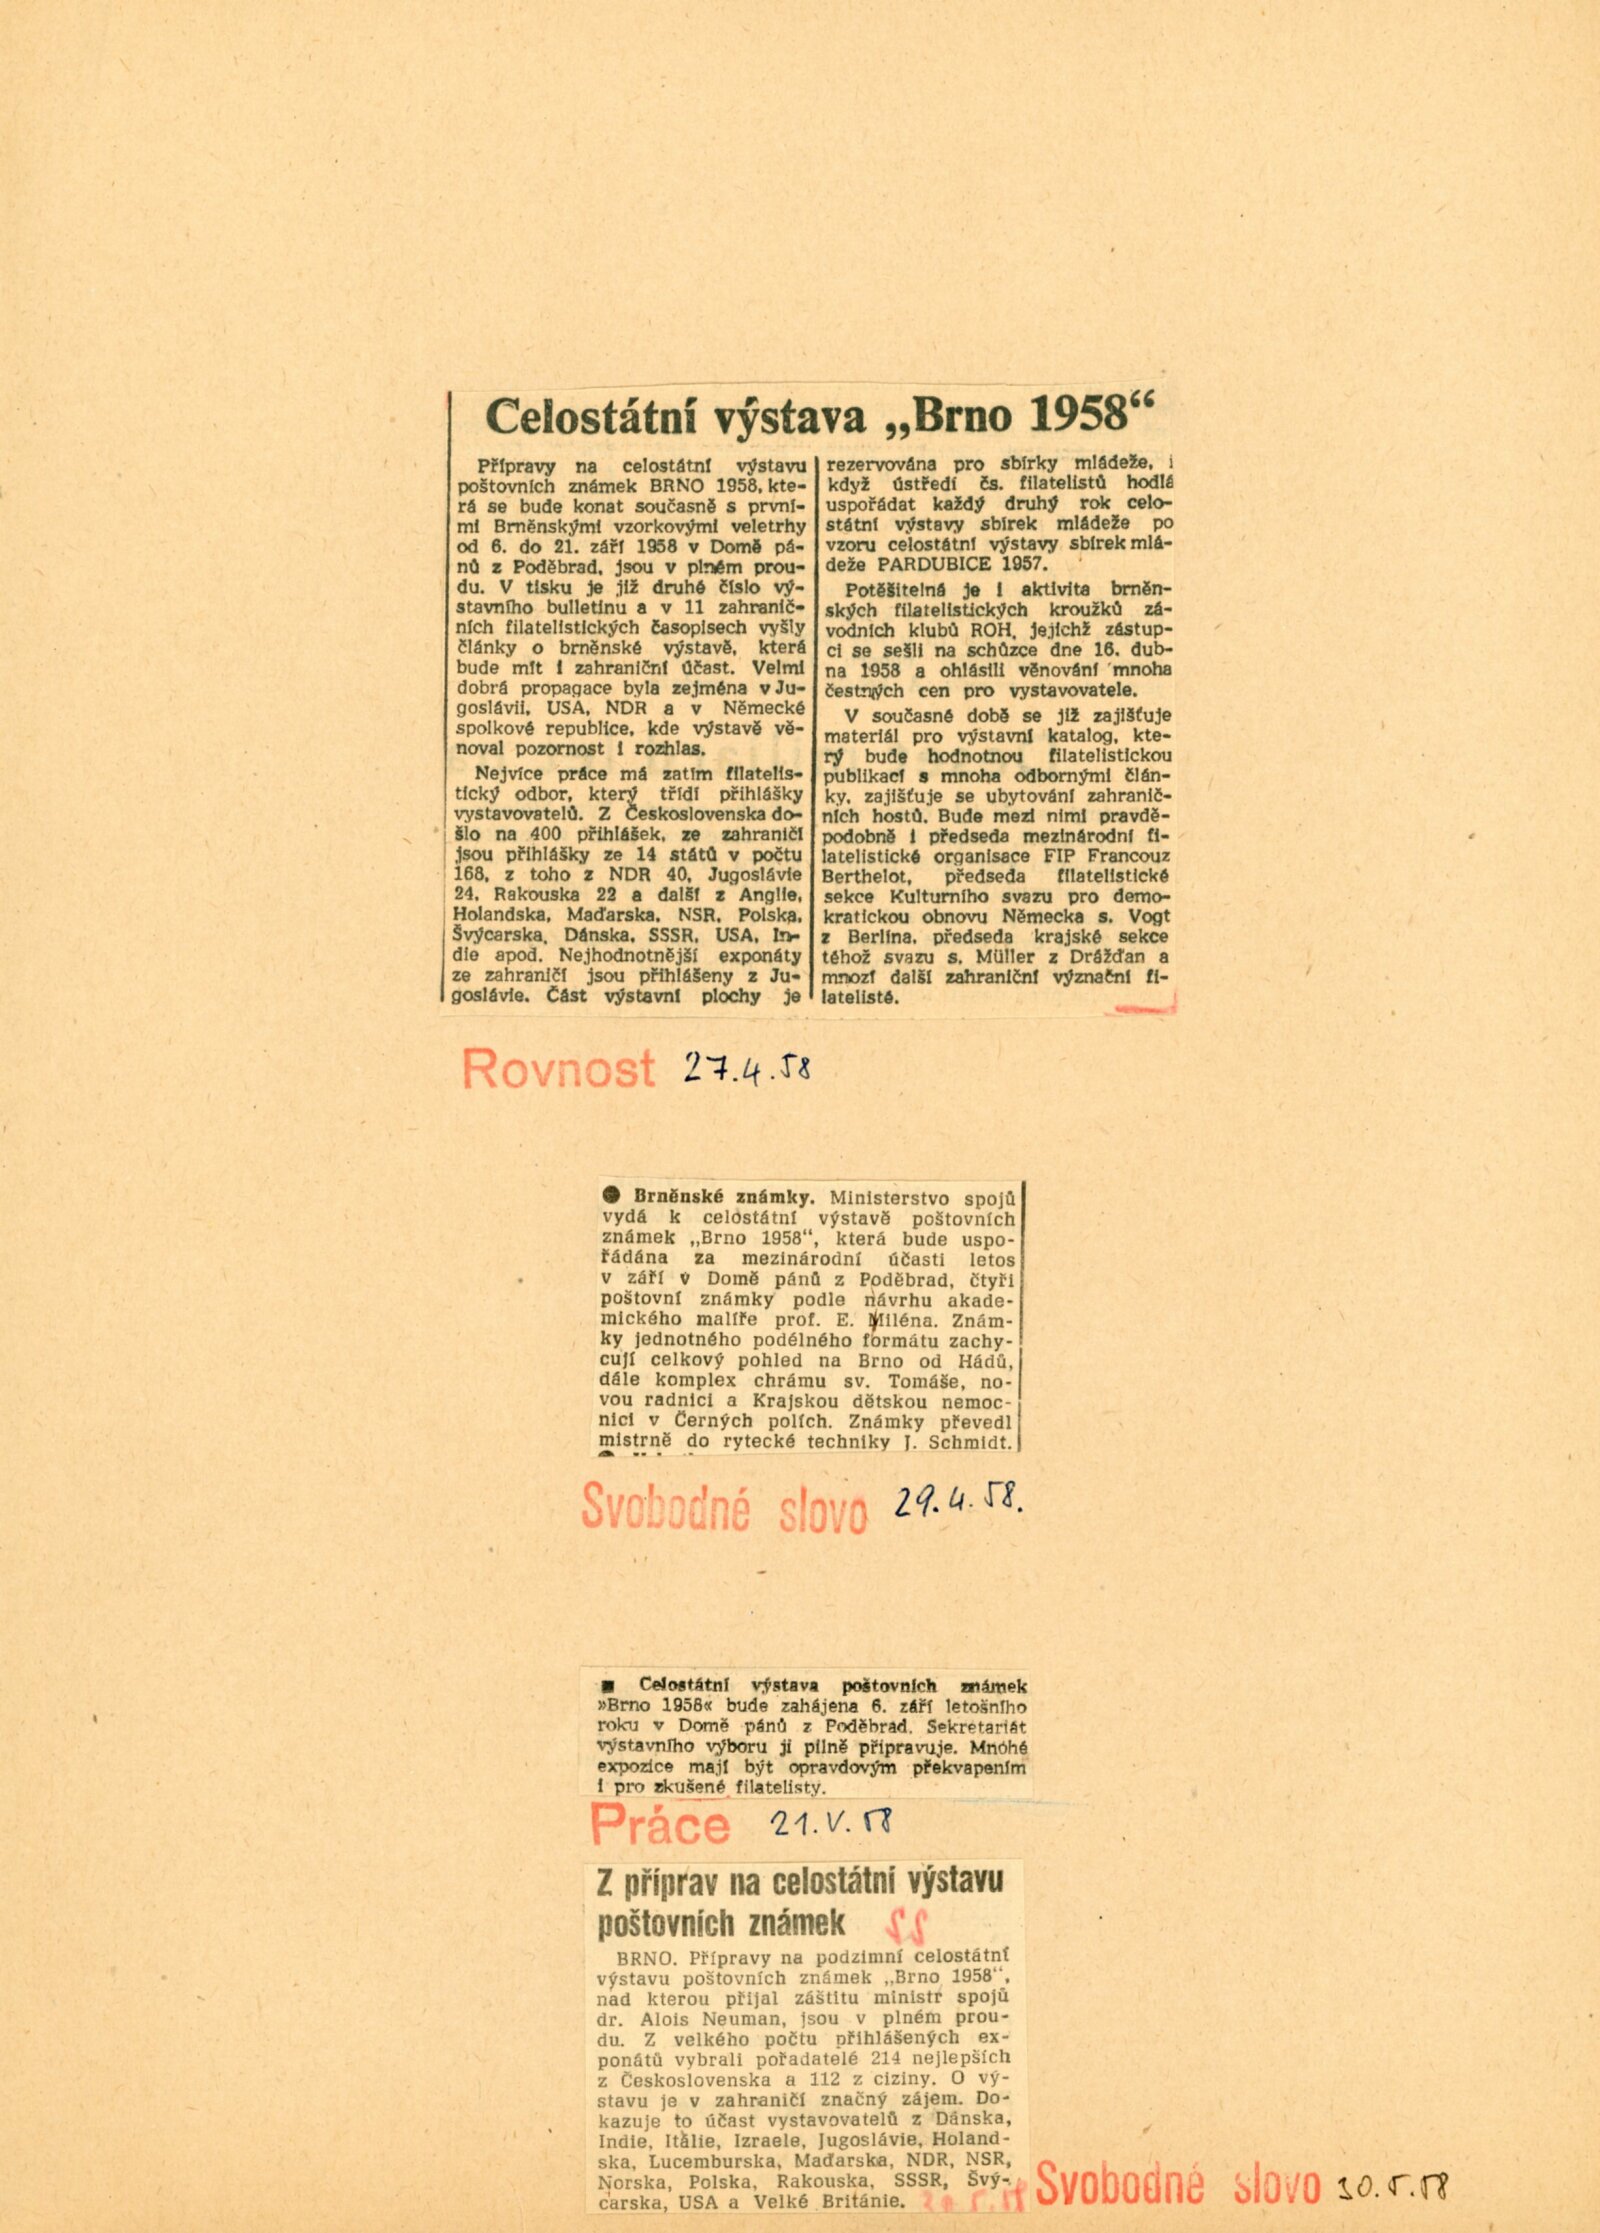 Celostátní výstava „Brno 1958“
Přípravy na celostátní výstavu
poštovních známek BRNO 1958, kte-
rá se bude konat současně s první-
mi Brněnskými vzorkovými veletrhy
od 6. do 21. září 1958 v Domě pá-
nů z Poděbrad, jsou v plném prou-
du. V tisku je již druhé číslo vý-
stavního bulletinu a v 11 zahranič-
ních filatelistických časopisech vyšly
články o brněnské výstavě, která
bude mít i zahraniční účast. Velmi
dobrá propagace byla zejména v Ju-
goslávii, USA, NDR a v Německé
spolkové republice, kde výstavě vě-
noval pozornost i rozhlas.
Nejvíce práce má zatím filatelis-
tický odbor, který třídí přihlášky
vystavovatelů. Z Československa do-
šlo na 400 přihlášek, ze zahraničí
jsou přihlášky ze 14 států v počtu
168, z toho z NDR 40, Jugoslávie
24, Rakouska 22 a další z Anglie,
Holandska, Maďarska, NSR, Polska,
Švýcarska, Dánska, SSSR, USA, In-
die apod. Nejhodnotnější exponáty
ze zahraničí jsou přihlášeny z Ju-
goslávie. Část výstavní plochy je
rezervována pro sbírky mládeže, i
když ústředí čs. filatelistů hodlá
uspořádat každý druhý rok celo-
státní výstavy sbírek mládeže po
vzoru celostátní výstavy sbírek mlá-
deže PARDUBICE 1957.
Potěšitelná je i aktivita brněn-
ských filatelistických kroužků zá-
vodních klubů ROH, jejichž zástup-
ci se sešli na schůzce dne 16. dub-
na 1958 a ohlásili věnování mnoha
čestných cen pro vystavovatele.
V současné době se již zajišťuje
materiál pro výstavní katalog, kte-
rý bude hodnotnou filatelistickou
publikací s mnoha odbornými člán-
ky, zajišťuje se ubytování zahranič-
ních hostů. Bude mezi nimi pravdě-
podobně i předseda mezinárodní fi-
latelistické organisace FIP Francouz
Berthelot, předseda filatelistické
sekce Kulturního svazu pro demo-
kratickou obnovu Německa s. Vogt
z Berlína, předseda krajské sekce
téhož svazu s. Müller z Drážďan a
mnozí další zahraniční význační fi-
latelisté.
Rovnost 27.4.58
● Brněnské známky. Ministerstvo spojů
vydá k celostátní výstavě poštovních
známek „Brno 1958“, která bude uspo-
řádána za mezinárodní účasti letos
v září v Domě pánů z Poděbrad, čtyři
poštovní známky podle návrhu akade-
mického malíře prof. E. Miléna. Znám-
ky jednotného podélného formátu zachy-
cují celkový pohled na Brno od Hádů,
dále komplex chrámu sv. Tomáše, no-
vou radnici a Krajskou dětskou nemoc-
nici v Černých polích. Známky převedl
mistrně do rytecké techniky J. Schmidt.
Svobodné slovo 29.4.58.
■ Celostátní výstava poštovních známek
»Brno 1958« bude zahájena 6. září letošního
roku v Domě pánů z Poděbrad. Sekretariát
výstavního výboru ji pilně připravuje. Mnohé
expozice mají být opravdovým překvapením
i pro zkušené filatelisty.
Práce 21.V.58
Z příprav na celostátní výstavu
poštovních známek
BRNO. Přípravy na podzimní celostátní
výstavu poštovních známek „Brno 1958“,
nad kterou přijal záštitu ministr spojů
dr. Alois Neuman, jsou v plném prou-
du. Z velkého počtu přihlášených ex-
ponátů vybrali pořadatelé 214 nejlepších
z Československa a 112 z ciziny. O vý-
stavu je v zahraničí značný zájem. Do-
kazuje to účast vystavovatelů z Dánska,
Indie, Itálie, Izraele, Jugoslávie, Holand-
ska, Lucemburska, Maďarska, NDR, NSR,
Norska, Polska, Rakouska, SSSR, Švý-
carska, USA a Velké Británie.
Svobodné slovo 30.5.58